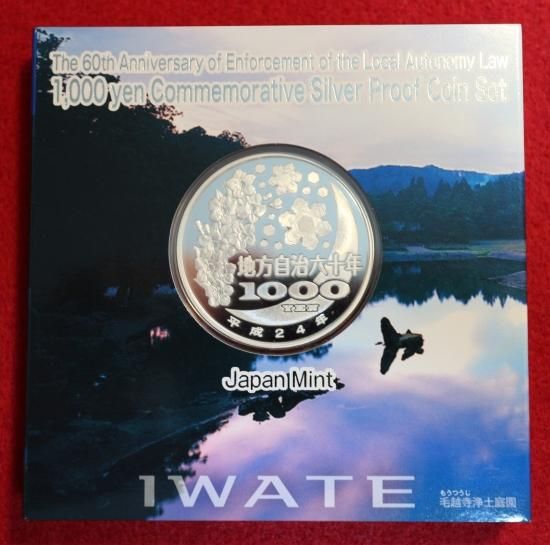 The 60th Anniversary of Enforcement of the Local Autonomy Law
1,000 yen Commemorative Silver Proof Coin Set
地方自治六十年
1000
YEN
平成24年
Japan Mint
IWATE
もうつうじ
毛越寺浄土庭園